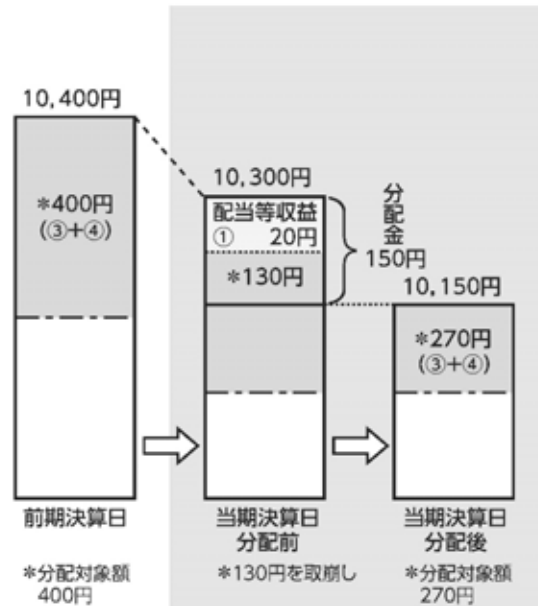 10,400円
*400円
(③+④)
前期決算日
*分配対象額
400円
10,300円
配当等収益
① 20円
*130円
分配金
150円
当期決算日
分配前
*130円を取崩し
10,150円
*270円
(③+④)
当期決算日
分配後
*分配対象額
270円